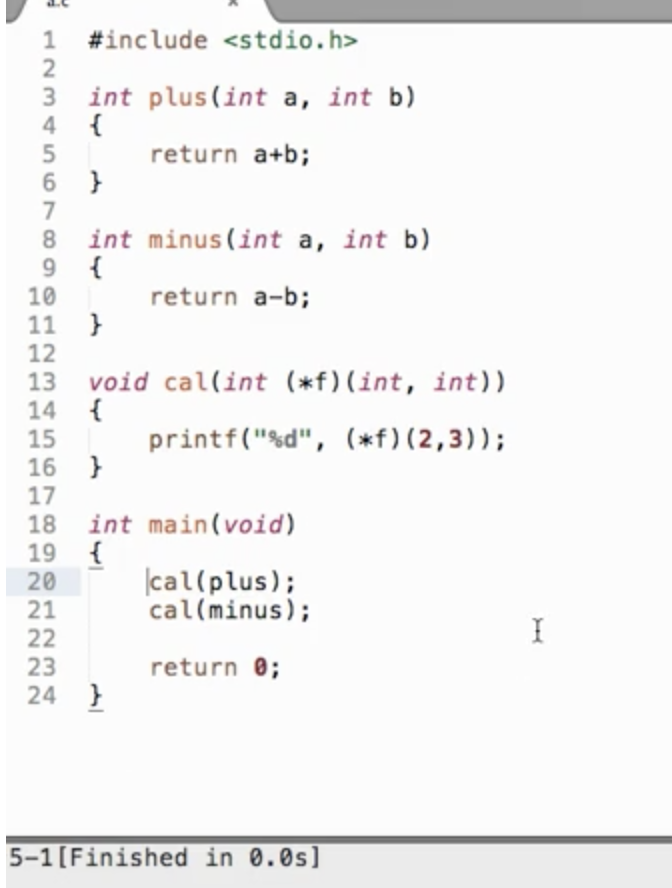 a.c ×
1 #include <stdio.h>
2
3 int plus(int a, int b)
4 {
5 return a+b;
6 }
7
8 int minus(int a, int b)
9 {
10 return a-b;
11 }
12
13 void cal(int (*f)(int, int))
14 {
15 printf("%d", (*f)(2,3));
16 }
17
18 int main(void)
19 {
20 cal(plus);
21 cal(minus);
22
23 return 0;
24 }
5-1[Finished in 0.0s]